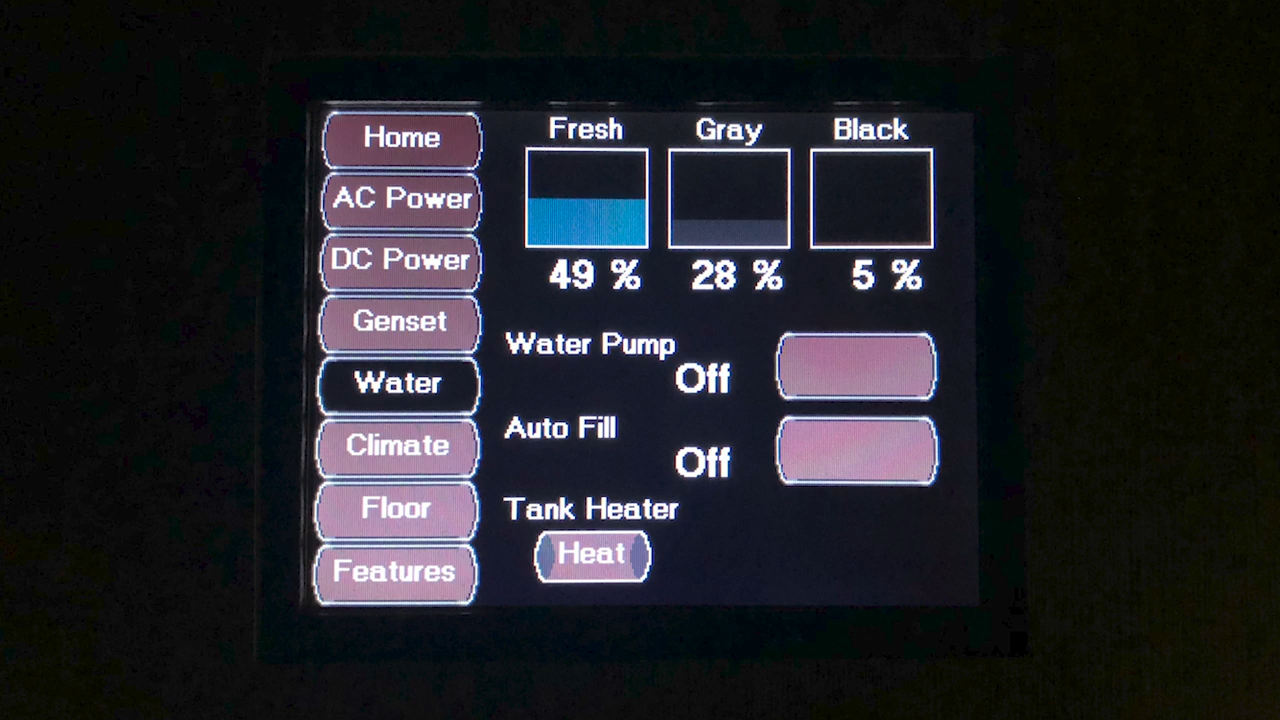 Home
AC Power
DC Power
Genset
Water
Climate
Floor
Features
Fresh Gray Black
49 % 28 % 5 %
Water Pump
Off
Auto Fill
Off
Tank Heater
Heat